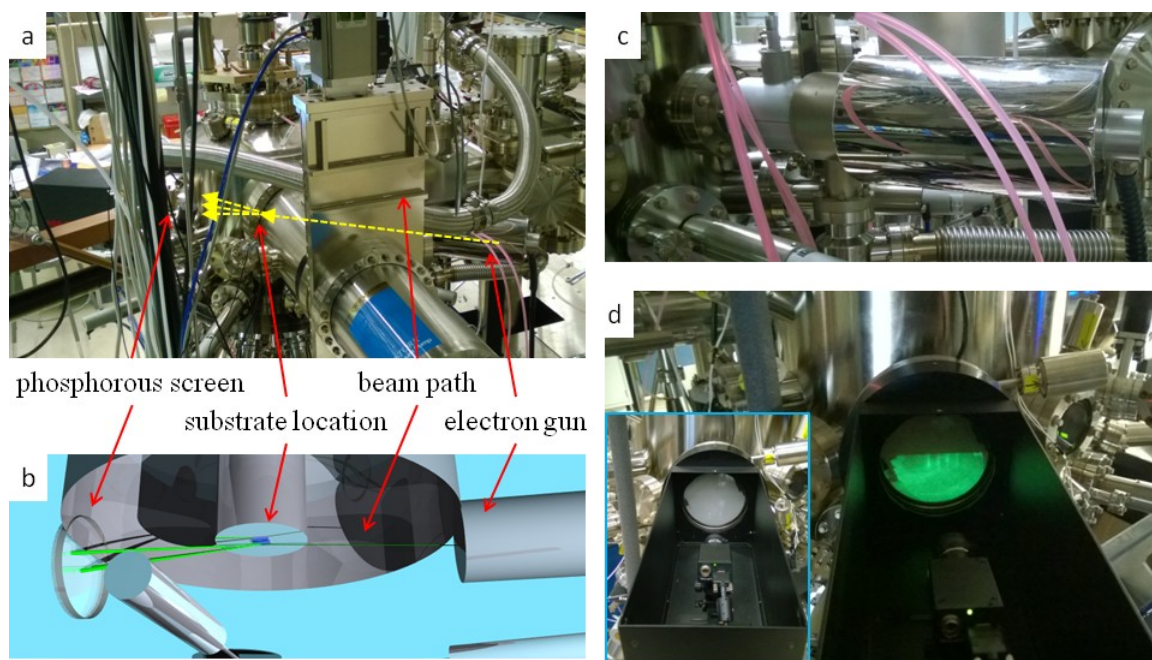 a
c
phosphorous screen
beam path
substrate location
electron gun
b
d